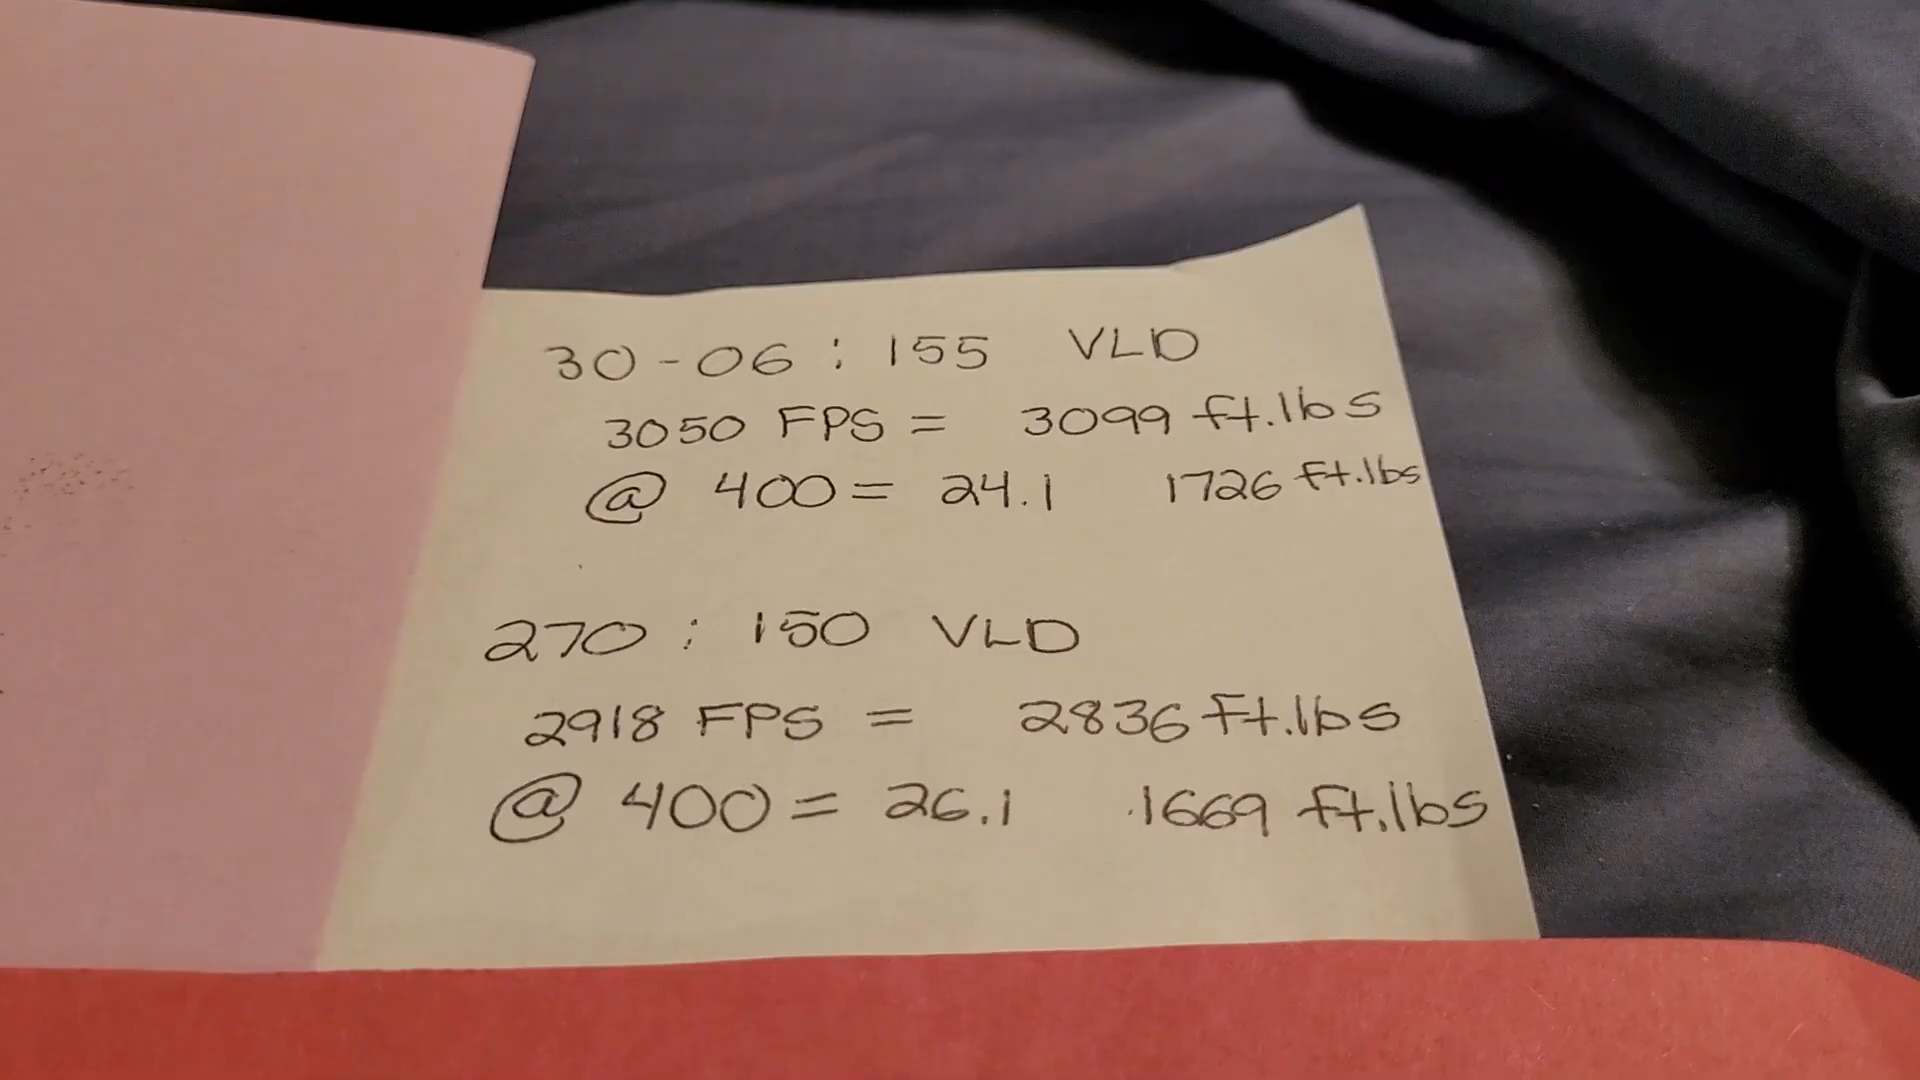 30-06 : 155 VLD
3050 FPS = 3099 ft.lbs
@ 400 = 24.1 1726 ft.lbs
270 : 150 VLD
2918 FPS = 2836 ft.lbs
@ 400 = 26.1 1669 ft.lbs